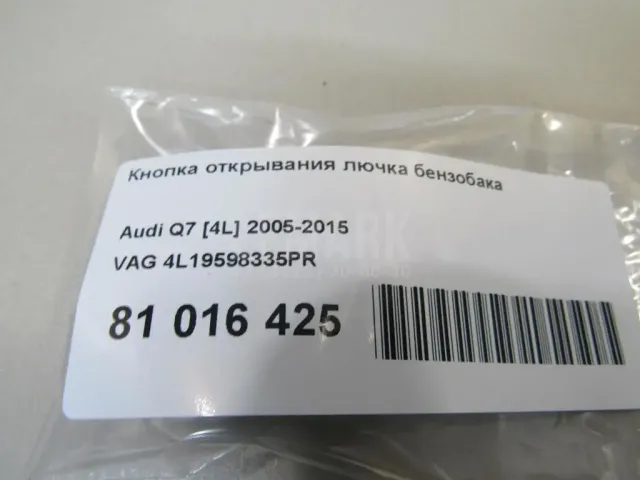 Кнопка открывания лючка бензобака
Audi Q7 [4L] 2005-2015
VAG 4L19598335PR
81 016 425